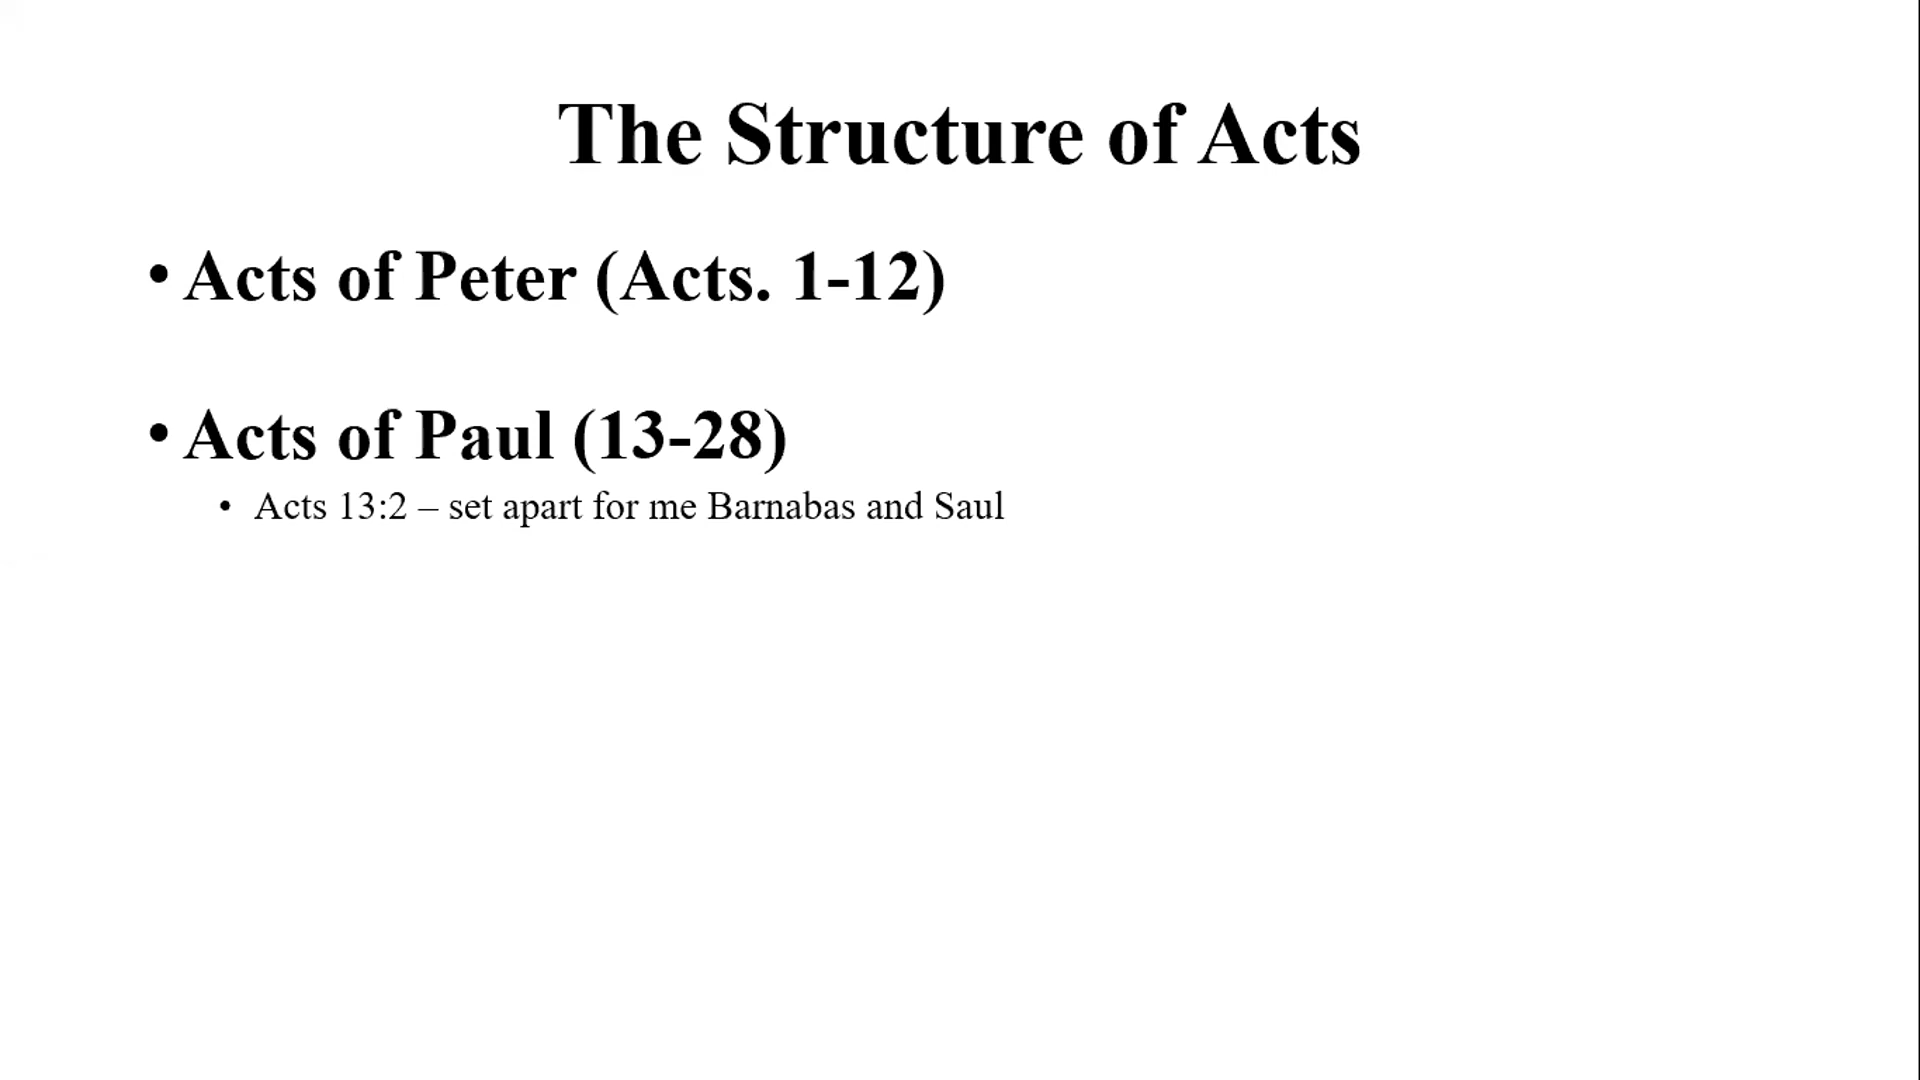 The Structure of Acts
• Acts of Peter (Acts. 1-12)
• Acts of Paul (13-28)
• Acts 13:2 – set apart for me Barnabas and Saul